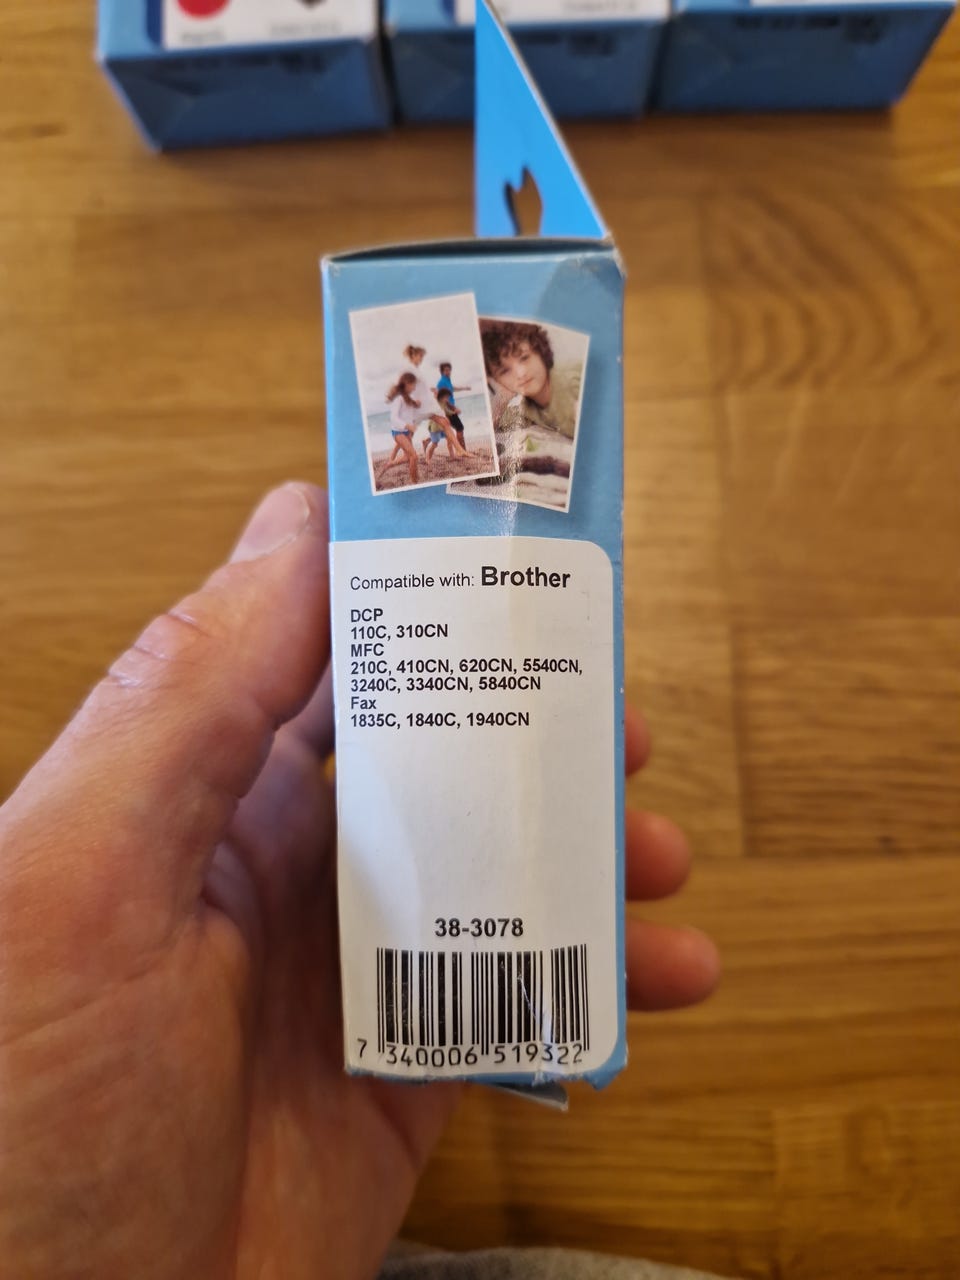 Compatible with: Brother
DCP
110C, 310CN
MFC
210C, 410CN, 620CN, 5540CN,
3240C, 3340CN, 5840CN
Fax
1835C, 1840C, 1940CN
38-3078
7 340006 519322